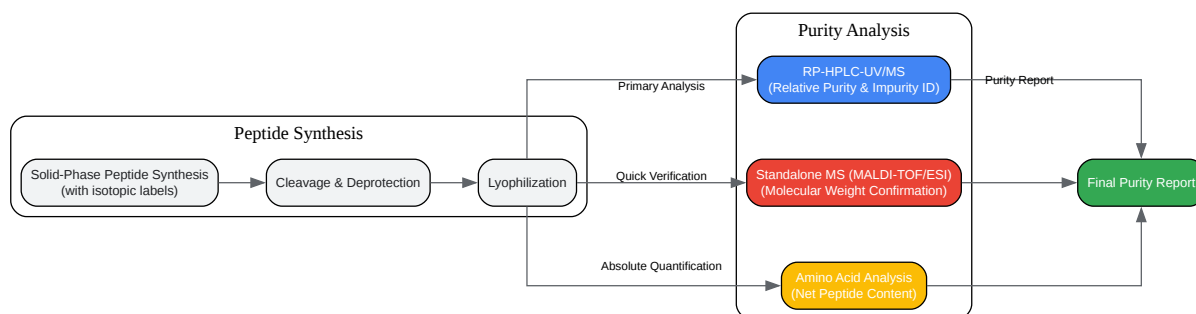 Peptide Synthesis
Solid-Phase Peptide Synthesis
(with isotopic labels)
Cleavage & Deprotection
Lyophilization
Primary Analysis
Quick Verification
Absolute Quantification
Purity Analysis
RP-HPLC-UV/MS
(Relative Purity & Impurity ID)
Standalone MS (MALDI-TOF/ESI)
(Molecular Weight Confirmation)
Amino Acid Analysis
(Net Peptide Content)
Purity Report
Final Purity Report